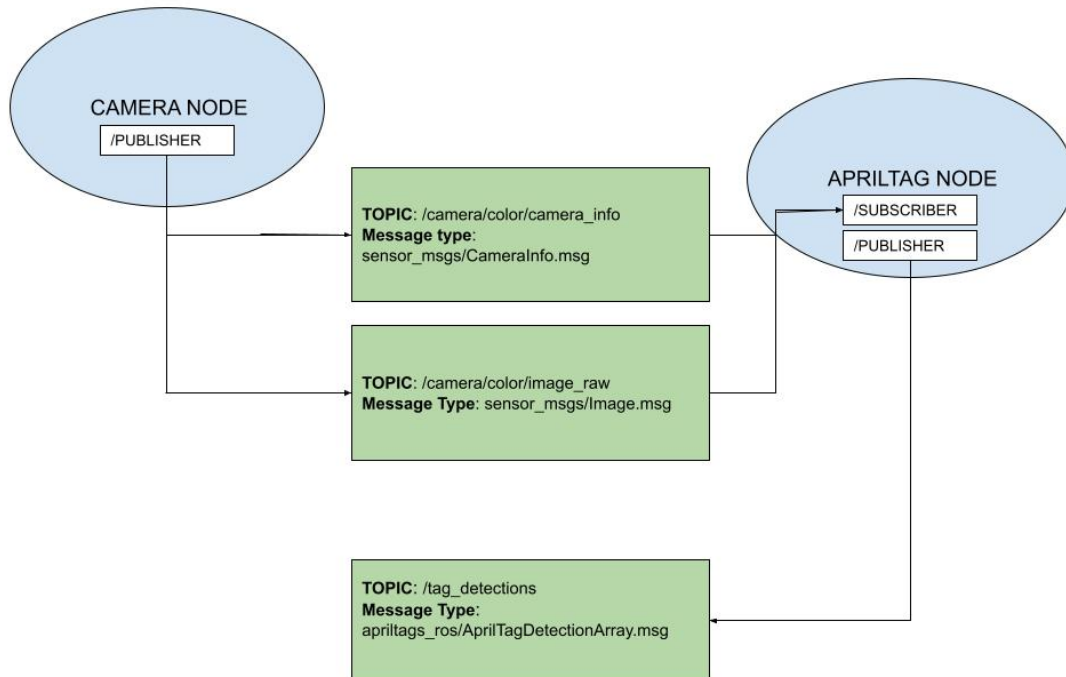 CAMERA NODE
/PUBLISHER
APRILTAG NODE
/SUBSCRIBER
/PUBLISHER
TOPIC: /camera/color/camera_info
Message type:
sensor_msgs/CameraInfo.msg
TOPIC: /camera/color/image_raw
Message Type: sensor_msgs/Image.msg
TOPIC: /tag_detections
Message Type:
apriltags_ros/AprilTagDetectionArray.msg